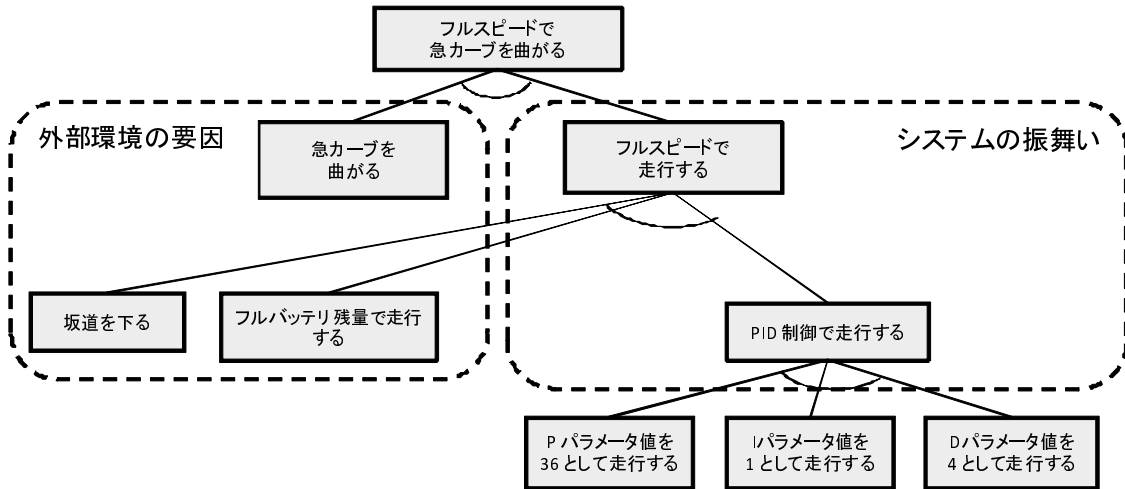 フルスピードで
急カーブを曲がる
外部環境の要因
急カーブを
曲がる
フルスピードで
走行する
システムの振舞い
坂道を下る
フルバッテリ残量で走行
する
PID 制御で走行する
P パラメータ値を
36 として走行する
Iパラメータ値を
1 として走行する
Dパラメータ値を
4 として走行する